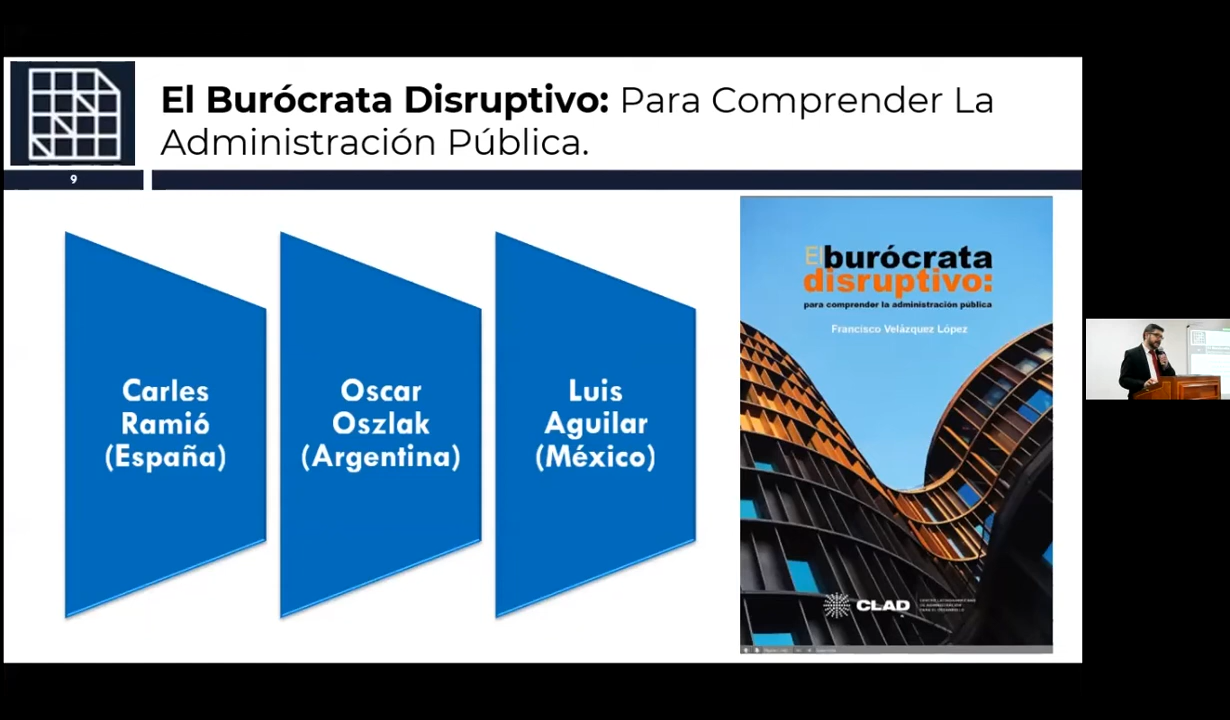 El Burócrata Disruptivo: Para Comprender La
Administración Pública.
9
Carles
Ramió
(España)
Oscar
Oszlak
(Argentina)
Luis
Aguilar
(México)
El burócrata
disruptivo:
para comprender la administración pública
Francisco Velázquez López
CLAD